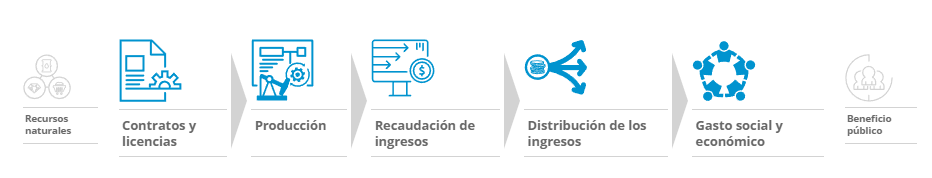 Recursos
naturales
Contratos y
licencias
Producción
Recaudación de
ingresos
Distribución de los
ingresos
Gasto social y
económico
Beneficio
público